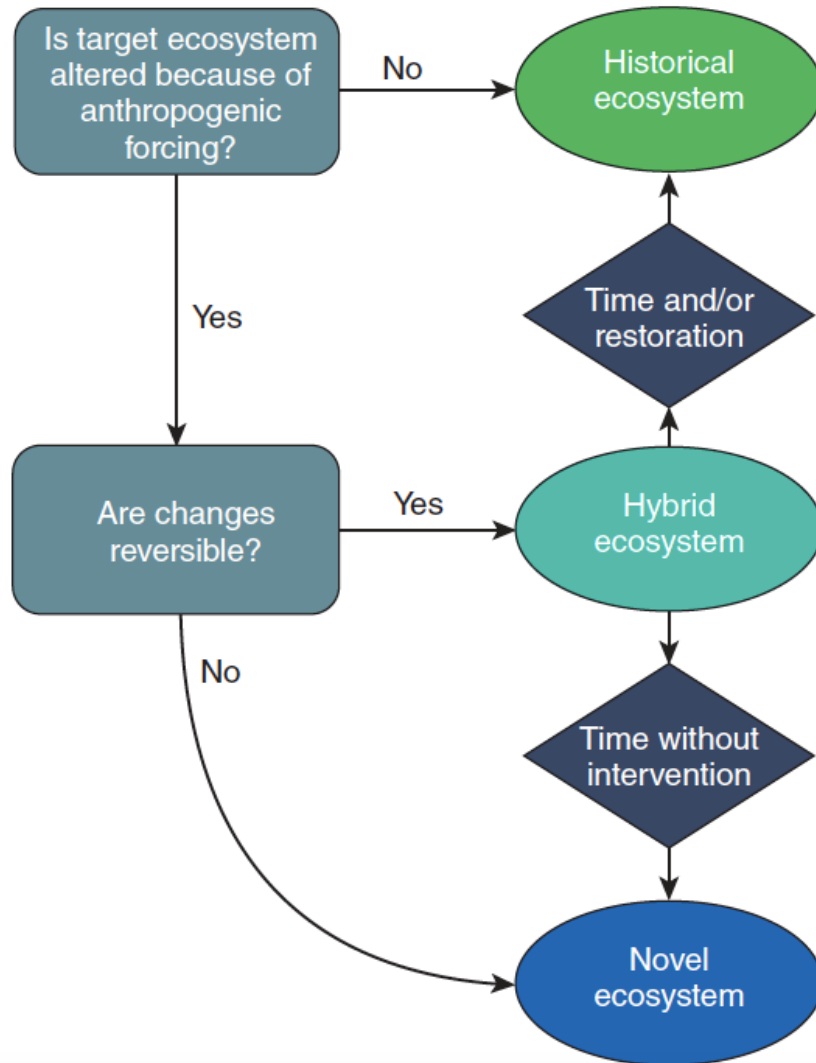 Is target ecosystem
altered because of
anthropogenic
forcing?
No
Historical
ecosystem
Yes
Time and/or
restoration
Are changes
reversible?
Yes
Hybrid
ecosystem
No
Time without
intervention
Novel
ecosystem